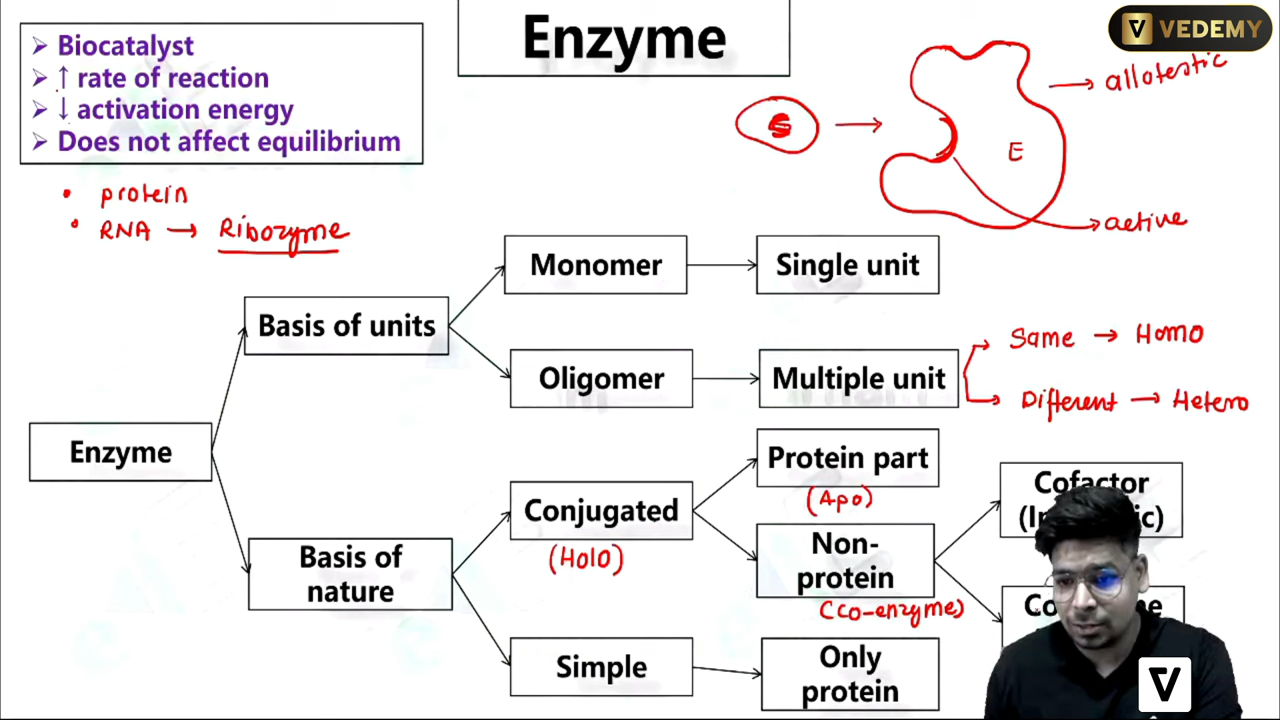 Enzyme
VEDEMY
➢ Biocatalyst
➢ ↑ rate of reaction
➢ ↓ activation energy
➢ Does not affect equilibrium
• protein
• RNA → Ribozyme
S
E
allotestic
active
Monomer
Single unit
Basis of units
Oligomer
Multiple unit
Same → Homo
Different → Hetero
Enzyme
Protein part
(Apo)
Conjugated
(Holo)
Cofactor
Non-
protein
(co-enzyme)
Basis of
nature
Simple
Only
protein